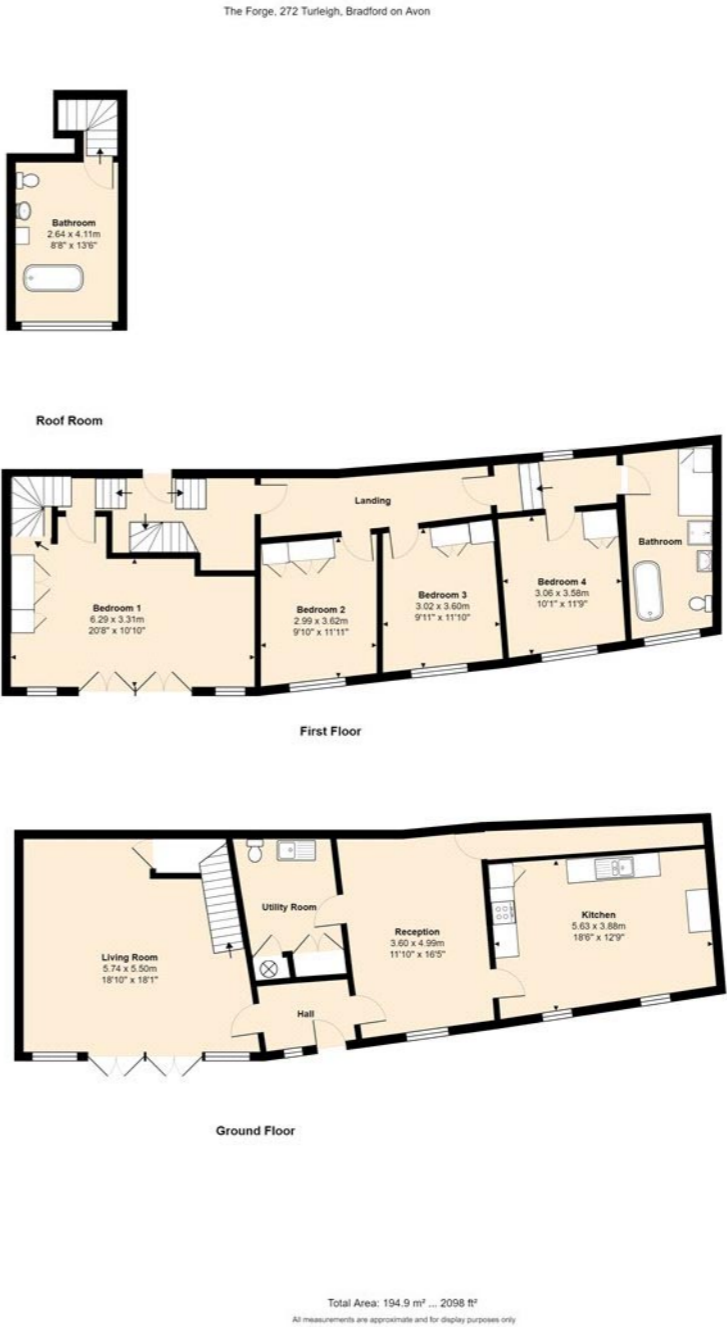 The Forge, 272 Turleigh, Bradford on Avon
Bathroom
2.64 x 4.11m
8'8" x 13'6"
Roof Room
Landing
Bathroom
Bedroom 1
6.29 x 3.31m
20'8" x 10'10"
Bedroom 2
2.99 x 3.62m
9'10" x 11'11"
Bedroom 3
3.02 x 3.60m
9'11" x 11'10"
Bedroom 4
3.06 x 3.58m
10'1" x 11'9"
First Floor
Living Room
5.74 x 5.50m
18'10" x 18'1"
Utility Room
Hall
Reception
3.60 x 4.99m
11'10" x 16'5"
Kitchen
5.63 x 3.88m
18'6" x 12'9"
Ground Floor
Total Area: 194.9 m² ... 2098 ft²
All measurements are approximate and for display purposes only